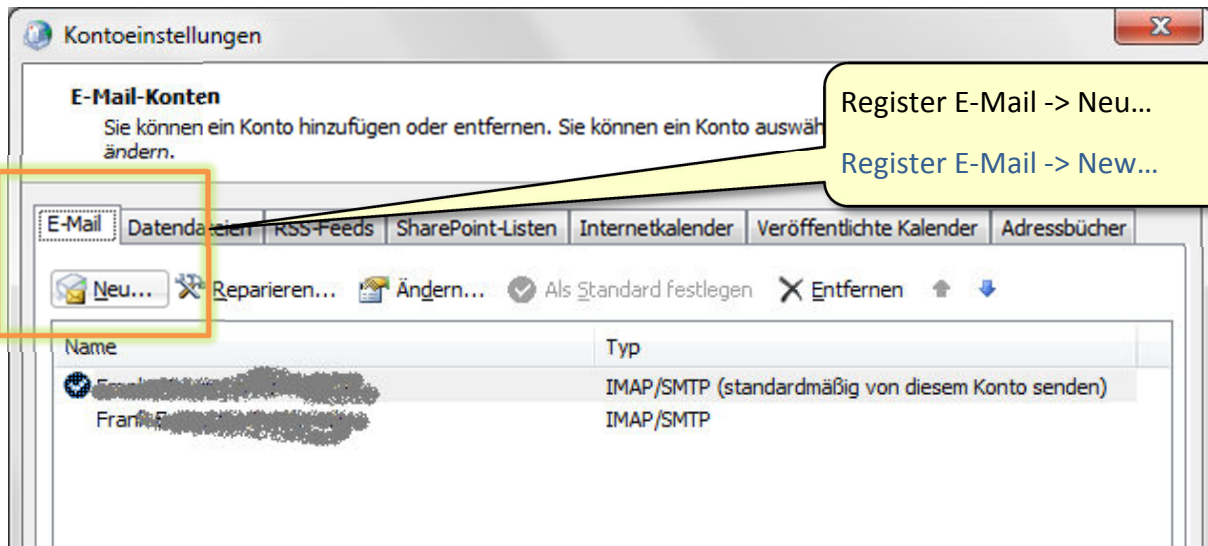 Kontoeinstellungen
E-Mail-Konten
Sie können ein Konto hinzufügen oder entfernen. Sie können ein Konto
ändern.
Register E-Mail -> Neu…
Register E-Mail -> New…
E-Mail Datendateien RSS-Feeds SharePoint-Listen Internetkalender Veröffentlichte Kalender Adressbücher
Neu... Reparieren... Ändern... Als Standard festlegen Entfernen
Name Typ
IMAP/SMTP (standardmäßig von diesem Konto senden)
IMAP/SMTP